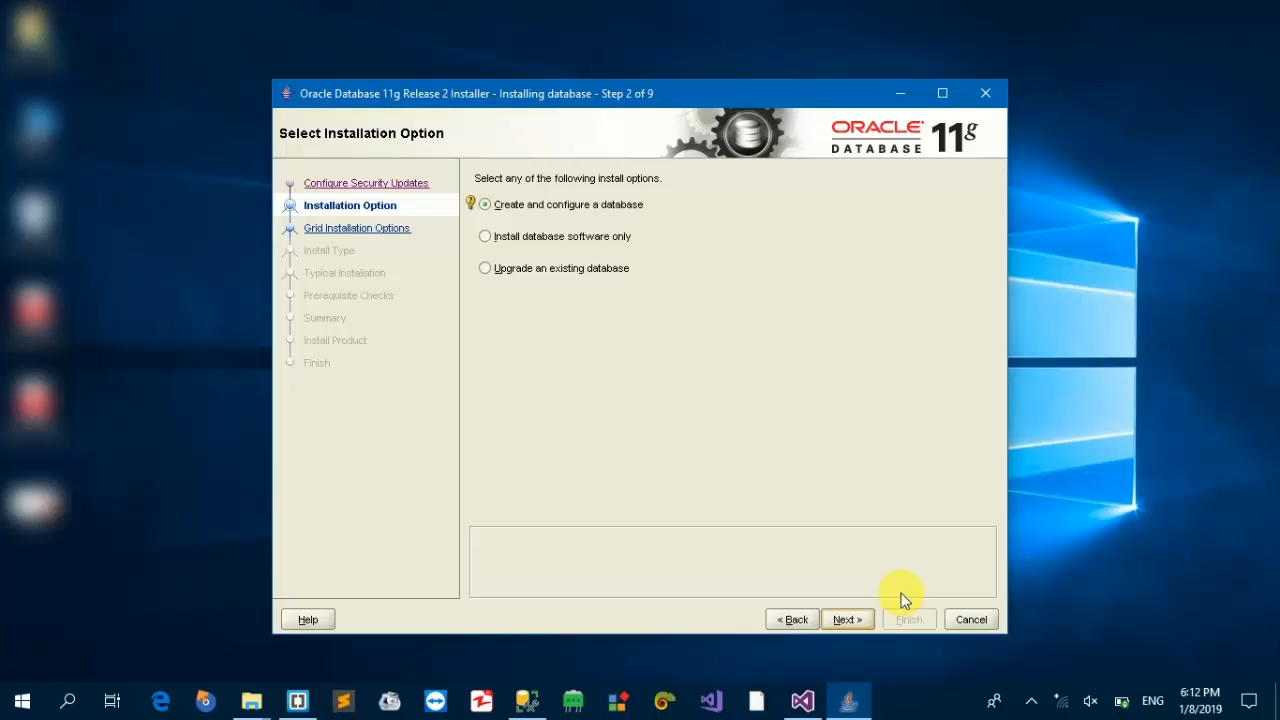 Oracle Database 11g Release 2 Installer - Installing database - Step 2 of 9
Select Installation Option
ORACLE
DATABASE
11g
Configure Security Updates
Installation Option
Grid Installation Options
Install Type
Typical Installation
Prerequisite Checks
Summary
Install Product
Finish
Select any of the following install options.
Create and configure a database
Install database software only
Upgrade an existing database
Help
< Back
Next >
Finish
Cancel
ENG
6:12 PM
1/8/2019